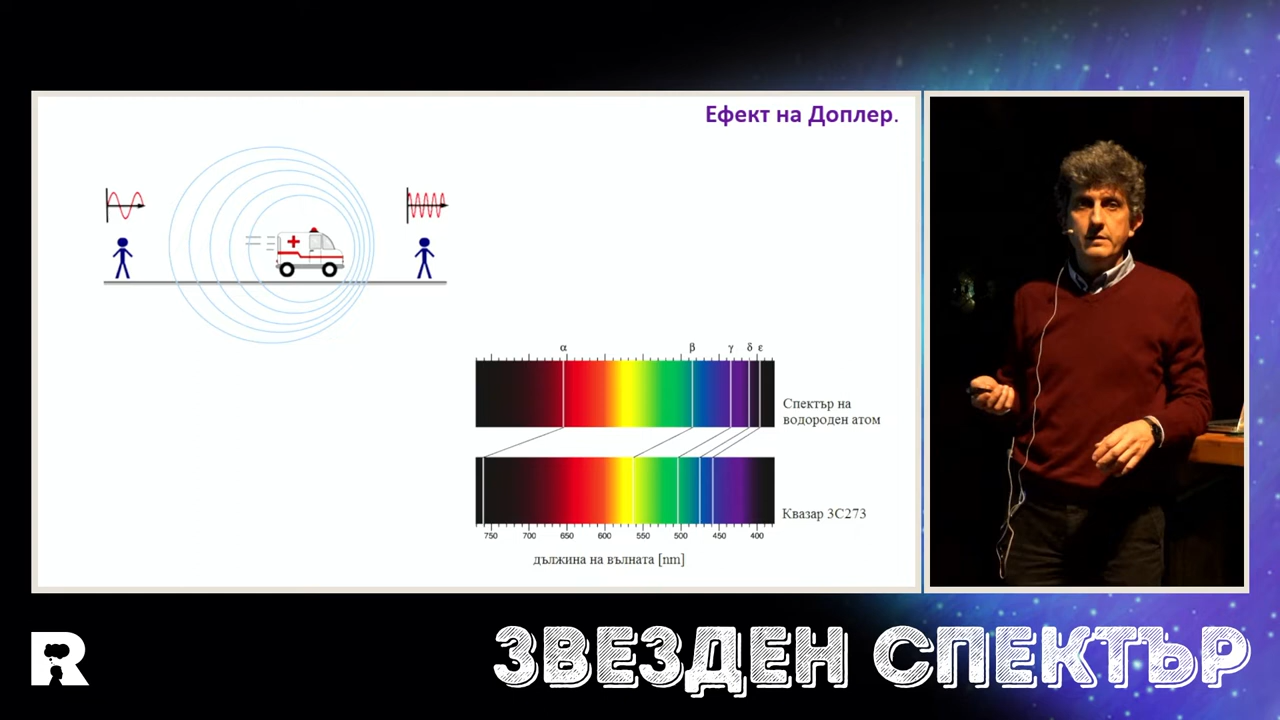 Ефект на Доплер.
α β γ δ ε
Спектър на
водороден атом
Квазар 3C273
750 700 650 600 550 500 450 400
дължина на вълната [nm]
R
ЗВЕЗДЕН СПЕКТЪР